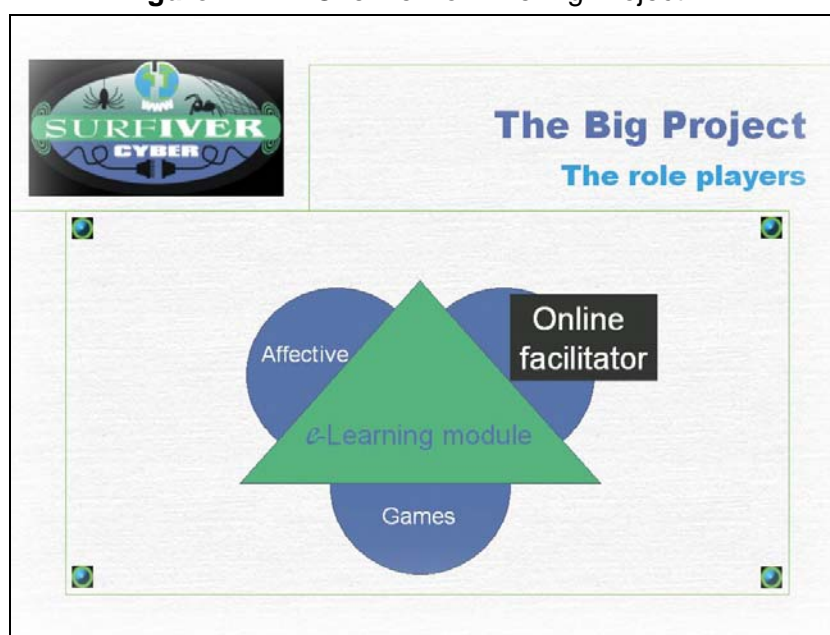 SURFIVER
CYBER
The Big Project
The role players
Affective
Online
facilitator
e-Learning module
Games